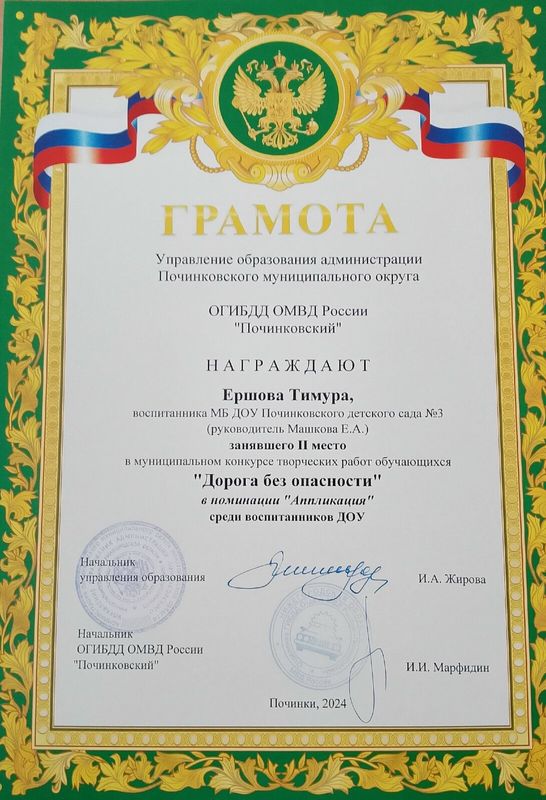 ГРАМОТА
Управление образования администрации
Починковского муниципального округа
ОГИБДД ОМВД России
"Починковский"
НАГРАЖДАЮТ
Ершова Тимура,
воспитанника МБ ДОУ Починковского детского сада №3
(руководитель Машкова Е.А.)
занявшего II место
в муниципальном конкурсе творческих работ обучающихся
"Дорога без опасности"
в номинации "Аппликация"
среди воспитанников ДОУ
Начальник
управления образования
И.А. Жирова
Начальник
ОГИБДД ОМВД России
"Починковский"
И.И. Марфидин
Починки, 2024